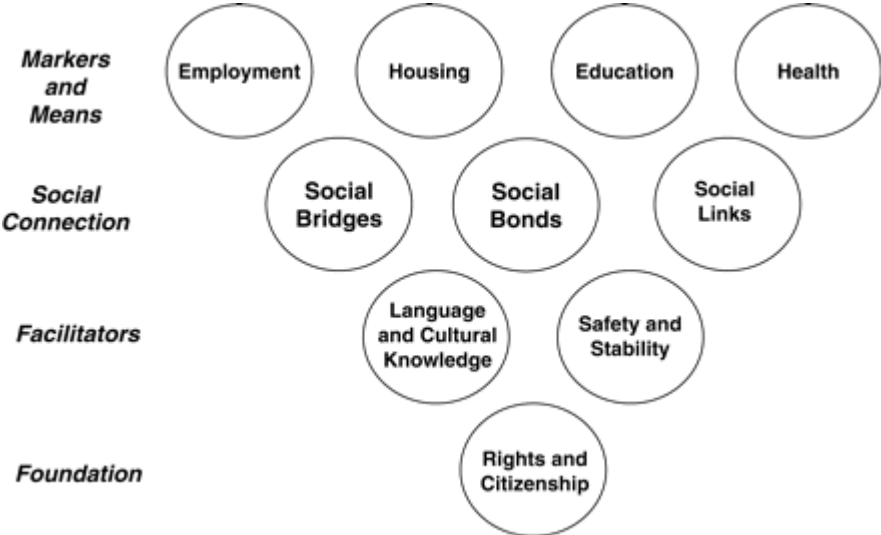 Markers
and
Means
Employment
Housing
Education
Health
Social
Connection
Social
Bridges
Social
Bonds
Social
Links
Facilitators
Language
and Cultural
Knowledge
Safety and
Stability
Foundation
Rights and
Citizenship